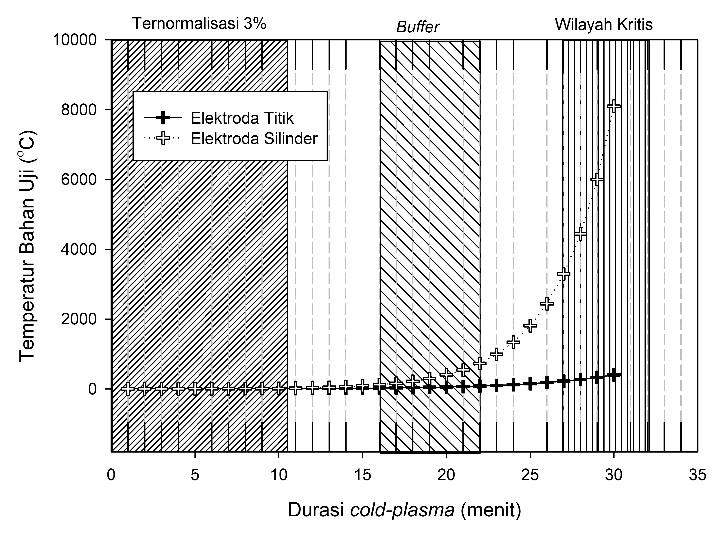 Ternormalisasi 3%
Buffer
Wilayah Kritis
10000
8000
6000
4000
2000
0
Temperatur Bahan Uji (°C)
Elektroda Titik
Elektroda Silinder
0 5 10 15 20 25 30 35
Durasi cold-plasma (menit)